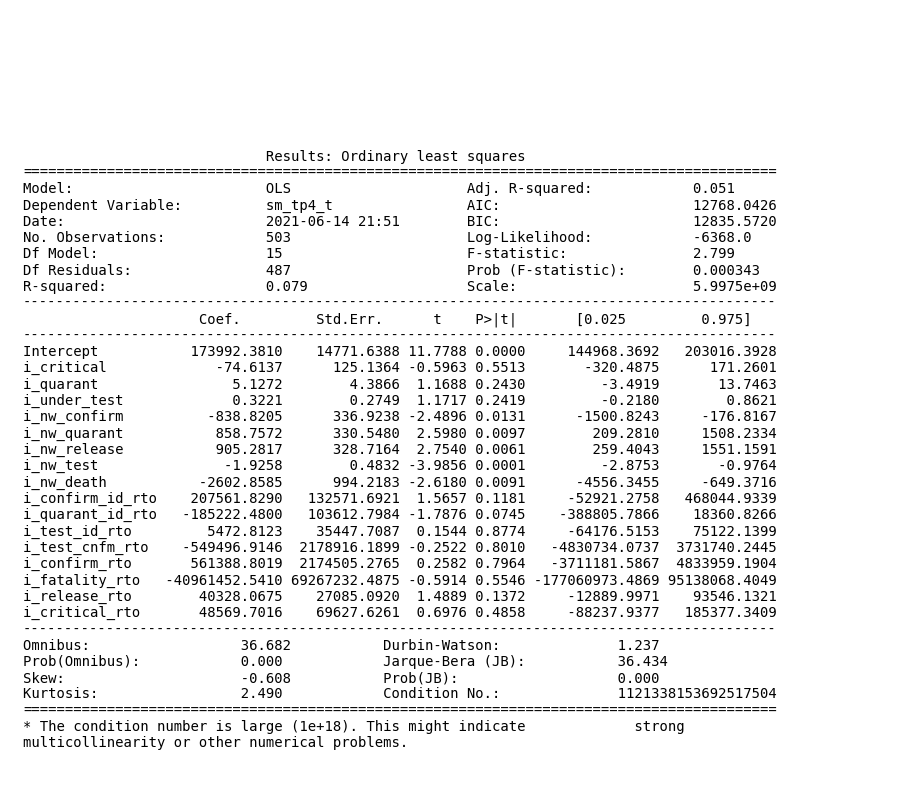 Results: Ordinary least squares
==========================================================================================
Model:                       OLS                     Adj. R-squared:            0.051
Dependent Variable:          sm_tp4_t                AIC:                       12768.0426
Date:                        2021-06-14 21:51        BIC:                       12835.5720
No. Observations:            503                     Log-Likelihood:            -6368.0
Df Model:                    15                      F-statistic:               2.799
Df Residuals:                487                     Prob (F-statistic):        0.000343
R-squared:                   0.079                   Scale:                     5.9975e+09
------------------------------------------------------------------------------------------
Coef.         Std.Err.      t    P>|t|       [0.025         0.975]
------------------------------------------------------------------------------------------
Intercept           173992.3810    14771.6388 11.7788 0.0000    144968.3692   203016.3928
i_critical             -74.6137      125.1364 -0.5963 0.5513      -320.4875      171.2601
i_quarant                5.1272        4.3866  1.1688 0.2430        -3.4919       13.7463
i_under_test             0.3221        0.2749  1.1717 0.2419        -0.2180        0.8621
i_nw_confirm          -838.8205      336.9238 -2.4896 0.0131     -1500.8243     -176.8167
i_nw_quarant           858.7572      330.5480  2.5980 0.0097       209.2810     1508.2334
i_nw_release           905.2817      328.7164  2.7540 0.0061       259.4043     1551.1591
i_nw_test               -1.9258        0.4832 -3.9856 0.0001        -2.8753       -0.9764
i_nw_death           -2602.8585      994.2183 -2.6180 0.0091     -4556.3455     -649.3716
i_confirm_id_rto    207561.8290   132571.6921  1.5657 0.1181    -52921.2758   468044.9339
i_quarant_id_rto   -185222.4800   103612.7984 -1.7876 0.0745   -388805.7866    18360.8266
i_test_id_rto         5472.8123    35447.7087  0.1544 0.8774    -64176.5153    75122.1399
i_test_cnfm_rto    -549496.9146  2178916.1899 -0.2522 0.8010  -4830734.0737  3731740.2445
i_confirm_rto       561388.8019  2174505.2765  0.2582 0.7964  -3711181.5867  4833959.1904
i_fatality_rto   -40961452.5410 69267232.4875 -0.5914 0.5546 -177060973.4869 95138068.4049
i_release_rto        40328.0675    27085.0920  1.4889 0.1372    -12889.9971    93546.1321
i_critical_rto       48569.7016    69627.6261  0.6976 0.4858    -88237.9377   185377.3409
------------------------------------------------------------------------------------------
Omnibus:                  36.682           Durbin-Watson:              1.237
Prob(Omnibus):            0.000            Jarque-Bera (JB):           36.434
Skew:                     -0.608           Prob(JB):                   0.000
Kurtosis:                 2.490            Condition No.:              1121338153692517504
==========================================================================================
* The condition number is large (1e+18). This might indicate             strong
multicollinearity or other numerical problems.